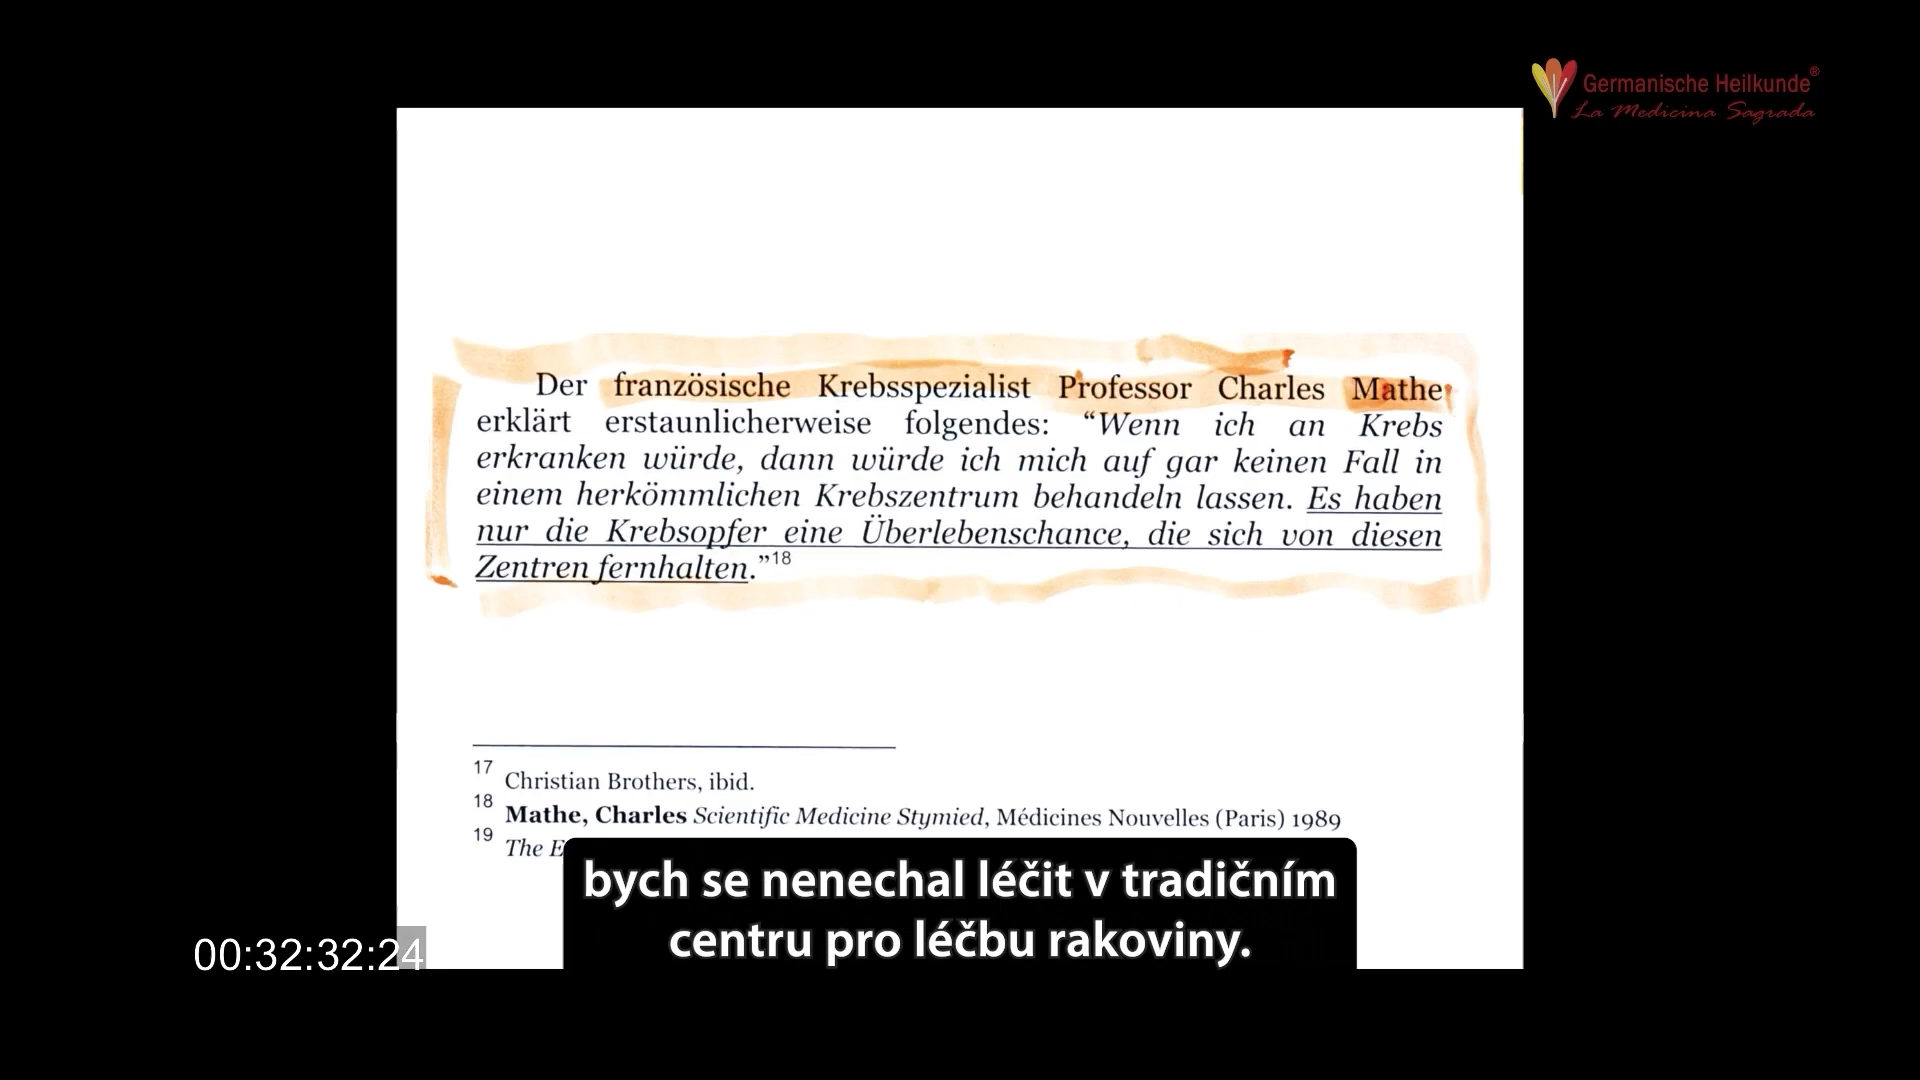 Germanische Heilkunde®
La Medicina Sagrada
Der französische Krebsspezialist Professor Charles Mathe
erklärt erstaunlicherweise folgendes: “Wenn ich an Krebs
erkranken würde, dann würde ich mich auf gar keinen Fall in
einem herkömmlichen Krebszentrum behandeln lassen. Es haben
nur die Krebsopfer eine Überlebenschance, die sich von diesen
Zentren fernhalten.”18
17 Christian Brothers, ibid.
18 Mathe, Charles Scientific Medicine Stymied, Médicines Nouvelles (Paris) 1989
19 The
bych se nenechal léčit v tradičním
centru pro léčbu rakoviny.
00:32:32:24